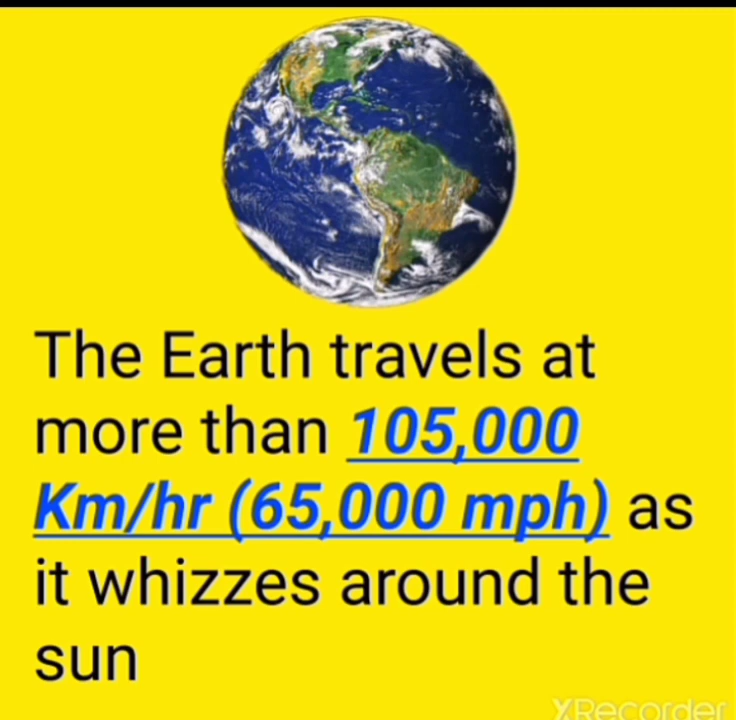 The Earth travels at
more than 105,000
Km/hr (65,000 mph) as
it whizzes around the
sun
XRecorder